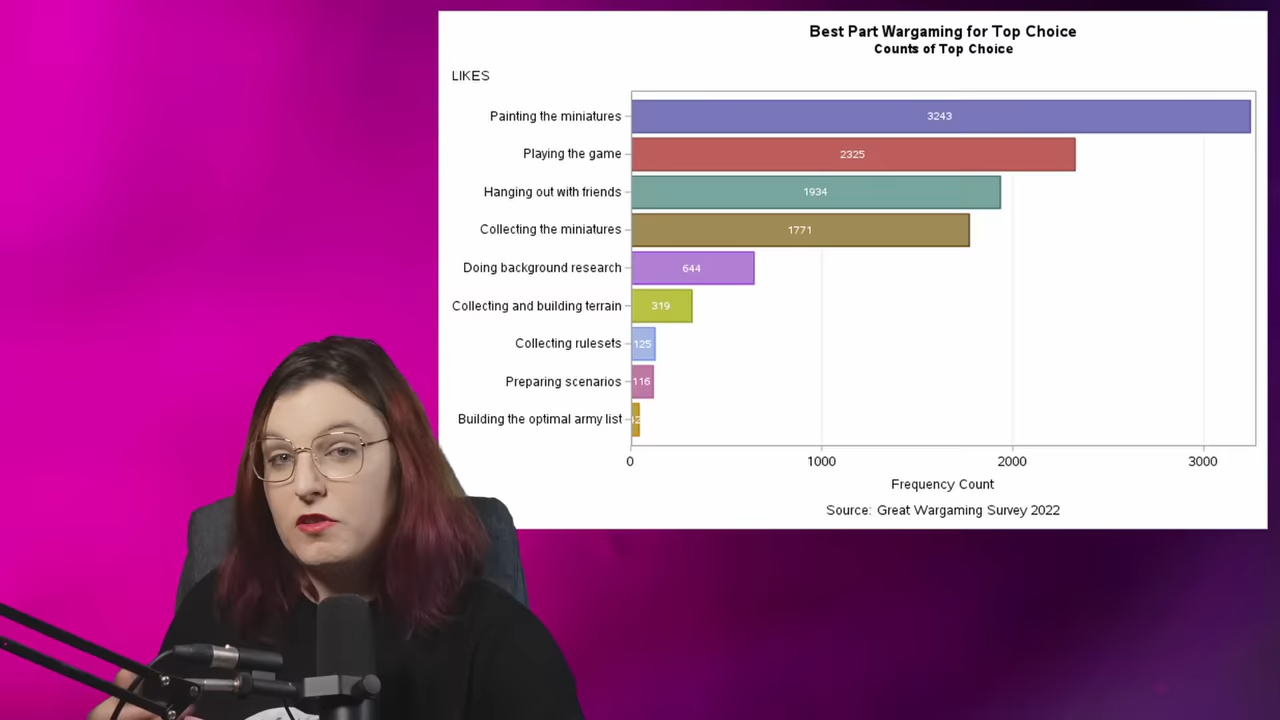 Best Part Wargaming for Top Choice
Counts of Top Choice
LIKES
Painting the miniatures 3243
Playing the game 2325
Hanging out with friends 1934
Collecting the miniatures 1771
Doing background research 644
Collecting and building terrain 319
Collecting rulesets 125
Preparing scenarios 116
Building the optimal army list
0 1000 2000 3000
Frequency Count
Source: Great Wargaming Survey 2022